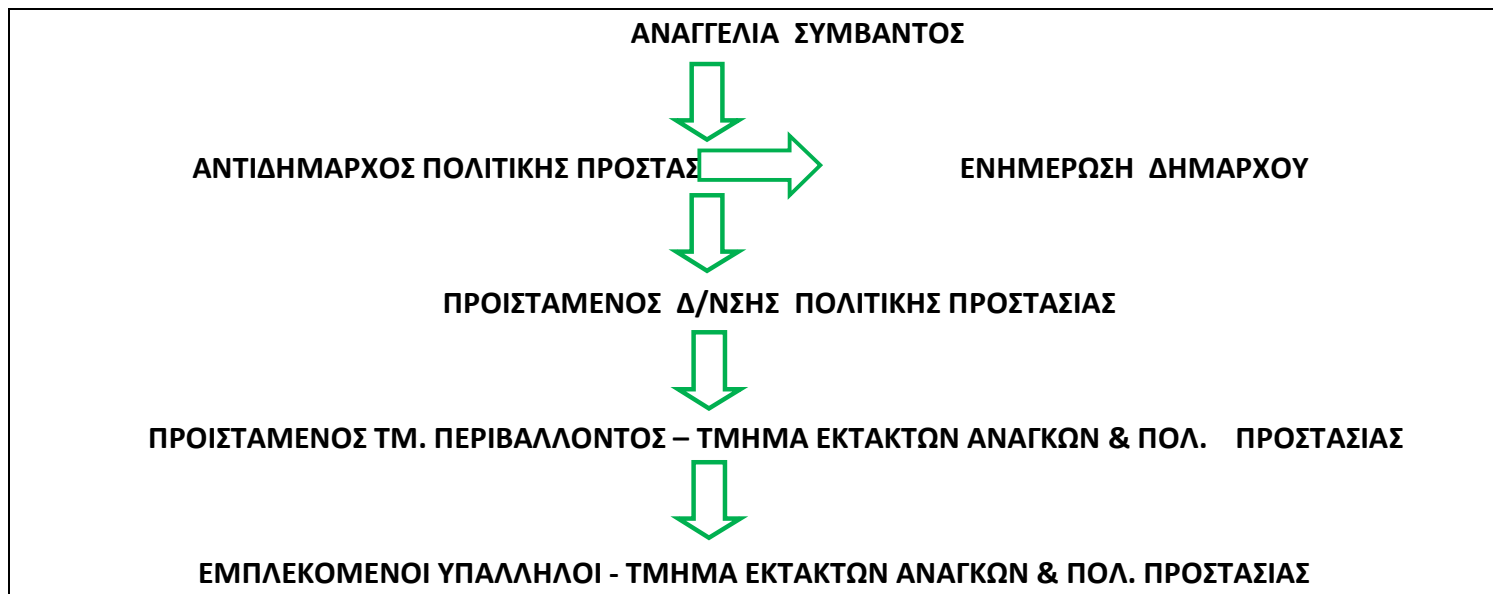 ΑΝΑΓΓΕΛΙΑ ΣΥΜΒΑΝΤΟΣ
ΑΝΤΙΔΗΜΑΡΧΟΣ ΠΟΛΙΤΙΚΗΣ ΠΡΟΣΤΑΣ ΕΝΗΜΕΡΩΣΗ ΔΗΜΑΡΧΟΥ
ΠΡΟΙΣΤΑΜΕΝΟΣ Δ/ΝΣΗΣ ΠΟΛΙΤΙΚΗΣ ΠΡΟΣΤΑΣΙΑΣ
ΠΡΟΙΣΤΑΜΕΝΟΣ ΤΜ. ΠΕΡΙΒΑΛΛΟΝΤΟΣ – ΤΜΗΜΑ ΕΚΤΑΚΤΩΝ ΑΝΑΓΚΩΝ & ΠΟΛ. ΠΡΟΣΤΑΣΙΑΣ
ΕΜΠΛΕΚΟΜΕΝΟΙ ΥΠΑΛΛΗΛΟΙ - ΤΜΗΜΑ ΕΚΤΑΚΤΩΝ ΑΝΑΓΚΩΝ & ΠΟΛ. ΠΡΟΣΤΑΣΙΑΣ